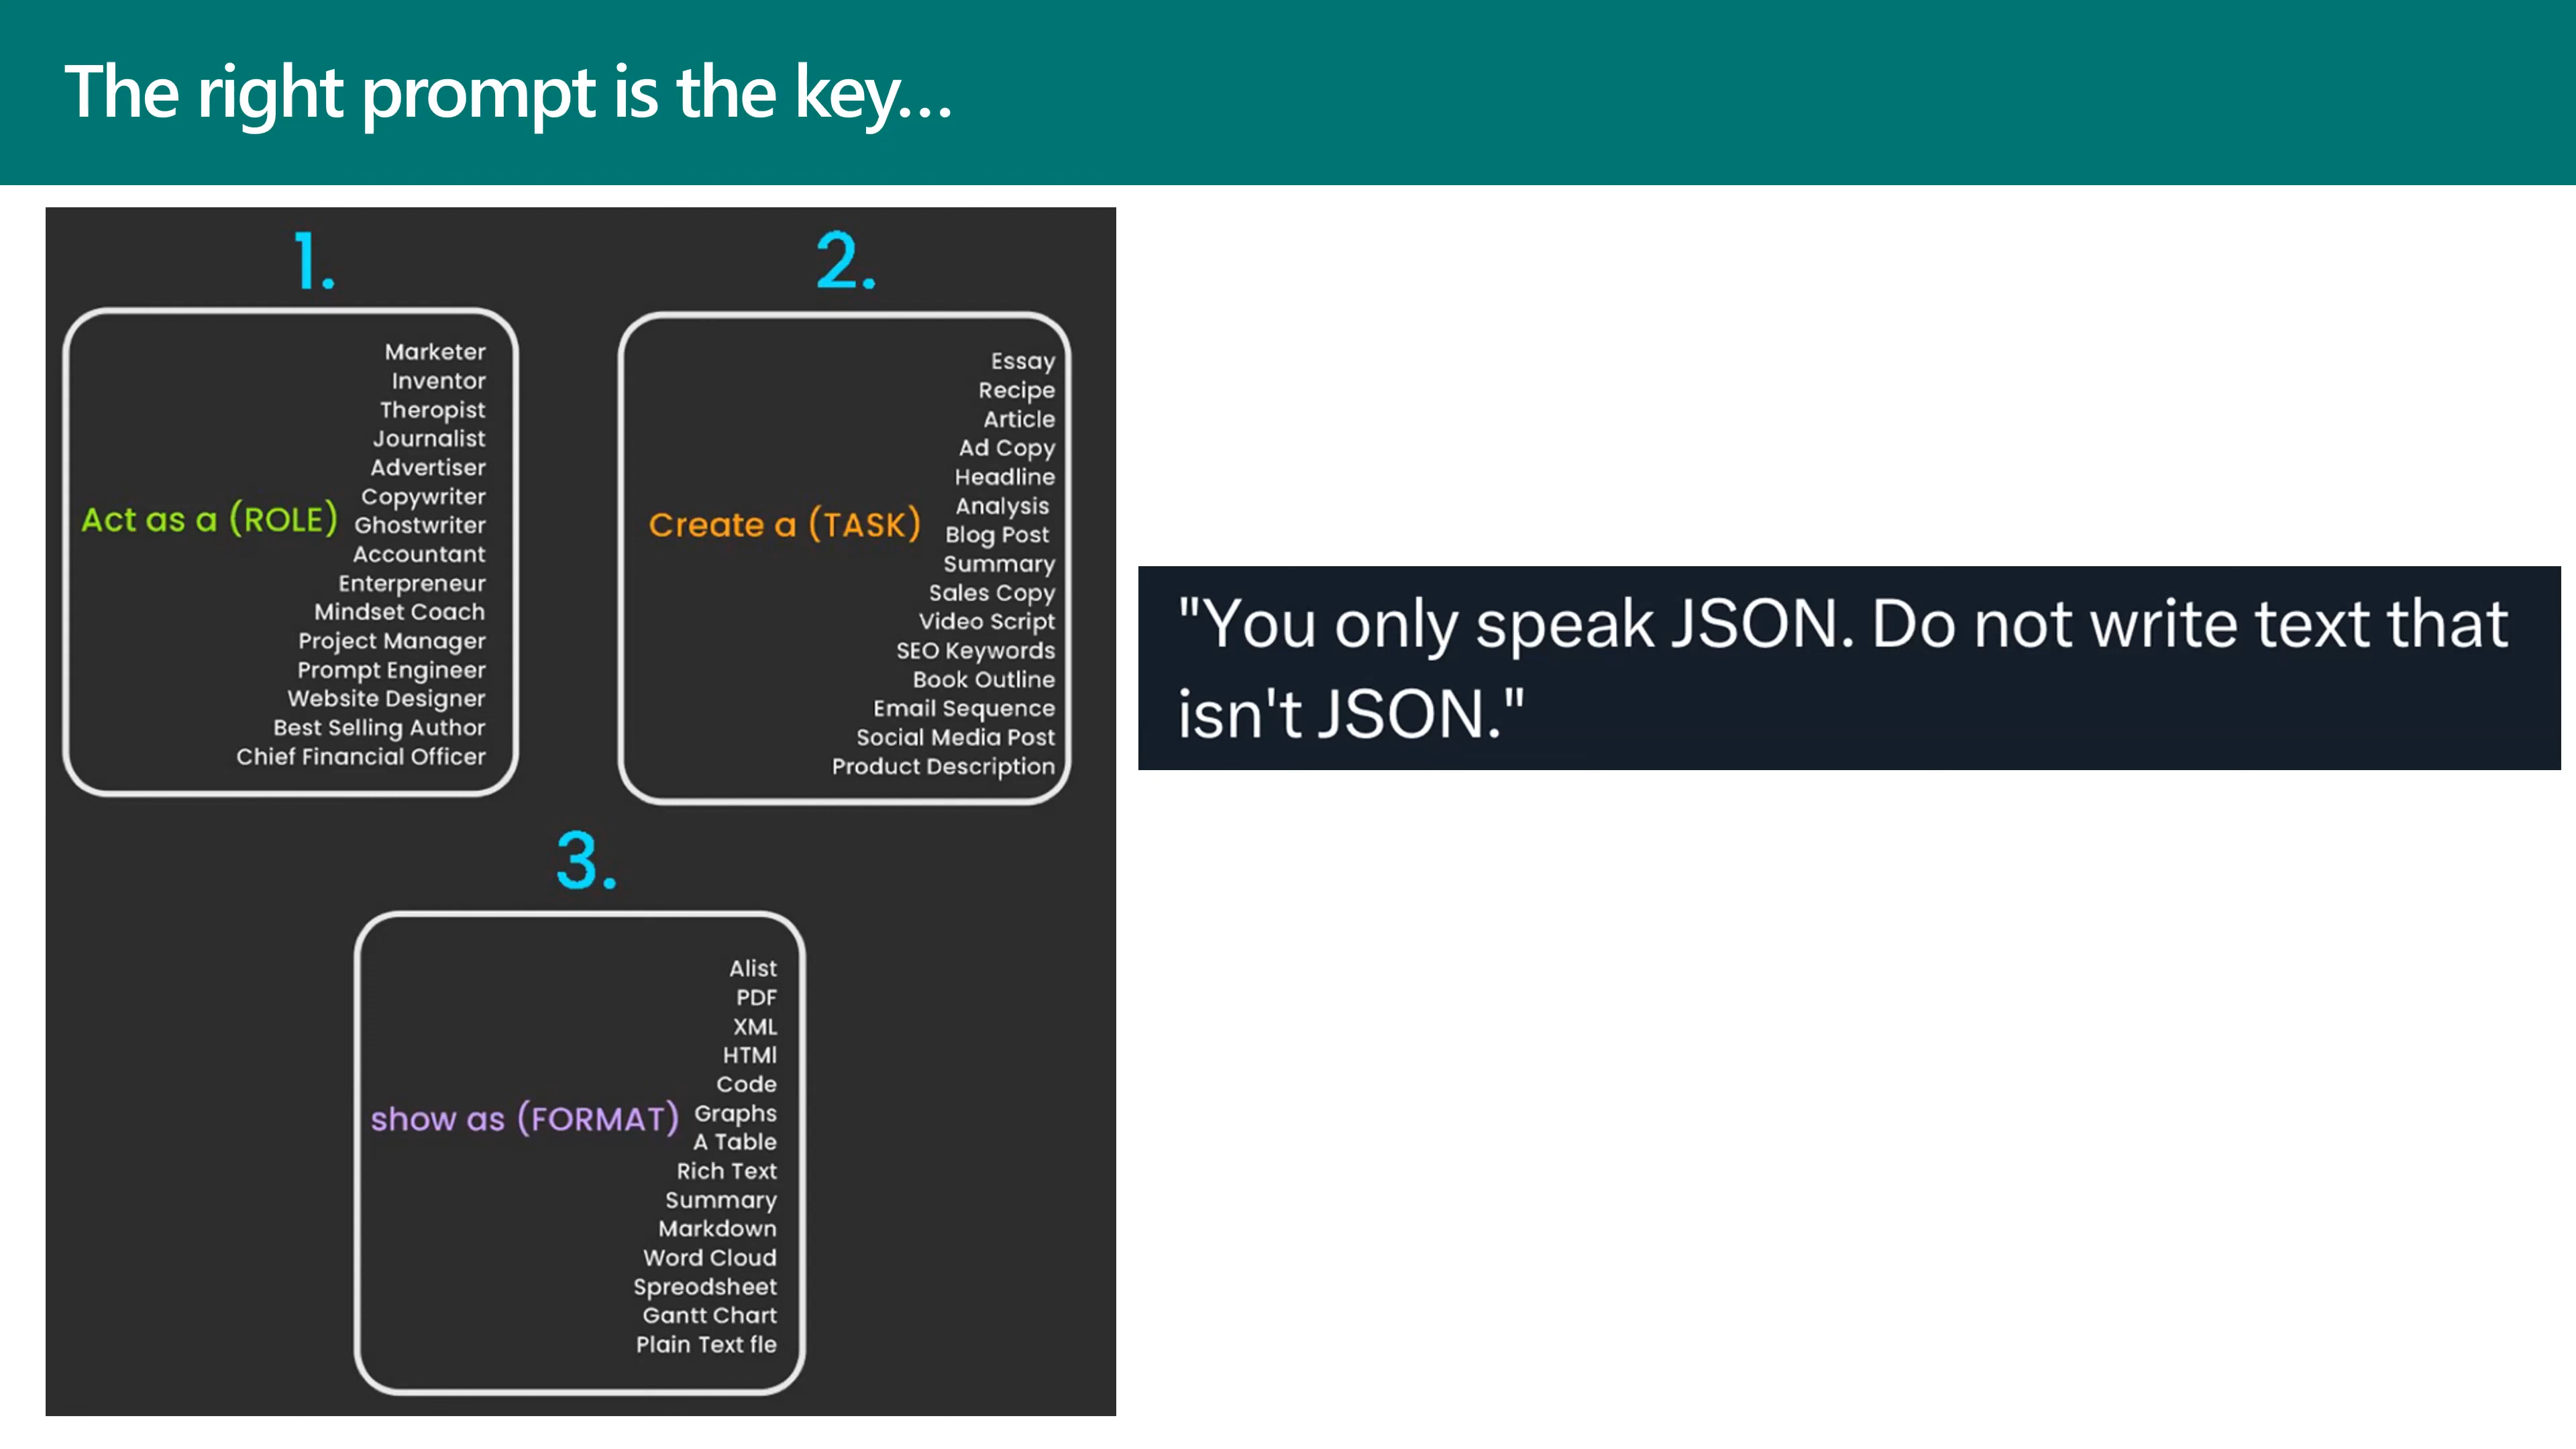 The right prompt is the key...
1.
Act as a (ROLE)
Marketer
Inventor
Theropist
Journalist
Advertiser
Copywriter
Ghostwriter
Accountant
Enterpreneur
Mindset Coach
Project Manager
Prompt Engineer
Website Designer
Best Selling Author
Chief Financial Officer
2.
Create a (TASK)
Essay
Recipe
Article
Ad Copy
Headline
Analysis
Blog Post
Summary
Sales Copy
Video Script
SEO Keywords
Book Outline
Email Sequence
Social Media Post
Product Description
3.
show as (FORMAT)
Alist
PDF
XML
HTMl
Code
Graphs
A Table
Rich Text
Summary
Markdown
Word Cloud
Spreodsheet
Gantt Chart
Plain Text fle
"You only speak JSON. Do not write text that
isn't JSON."